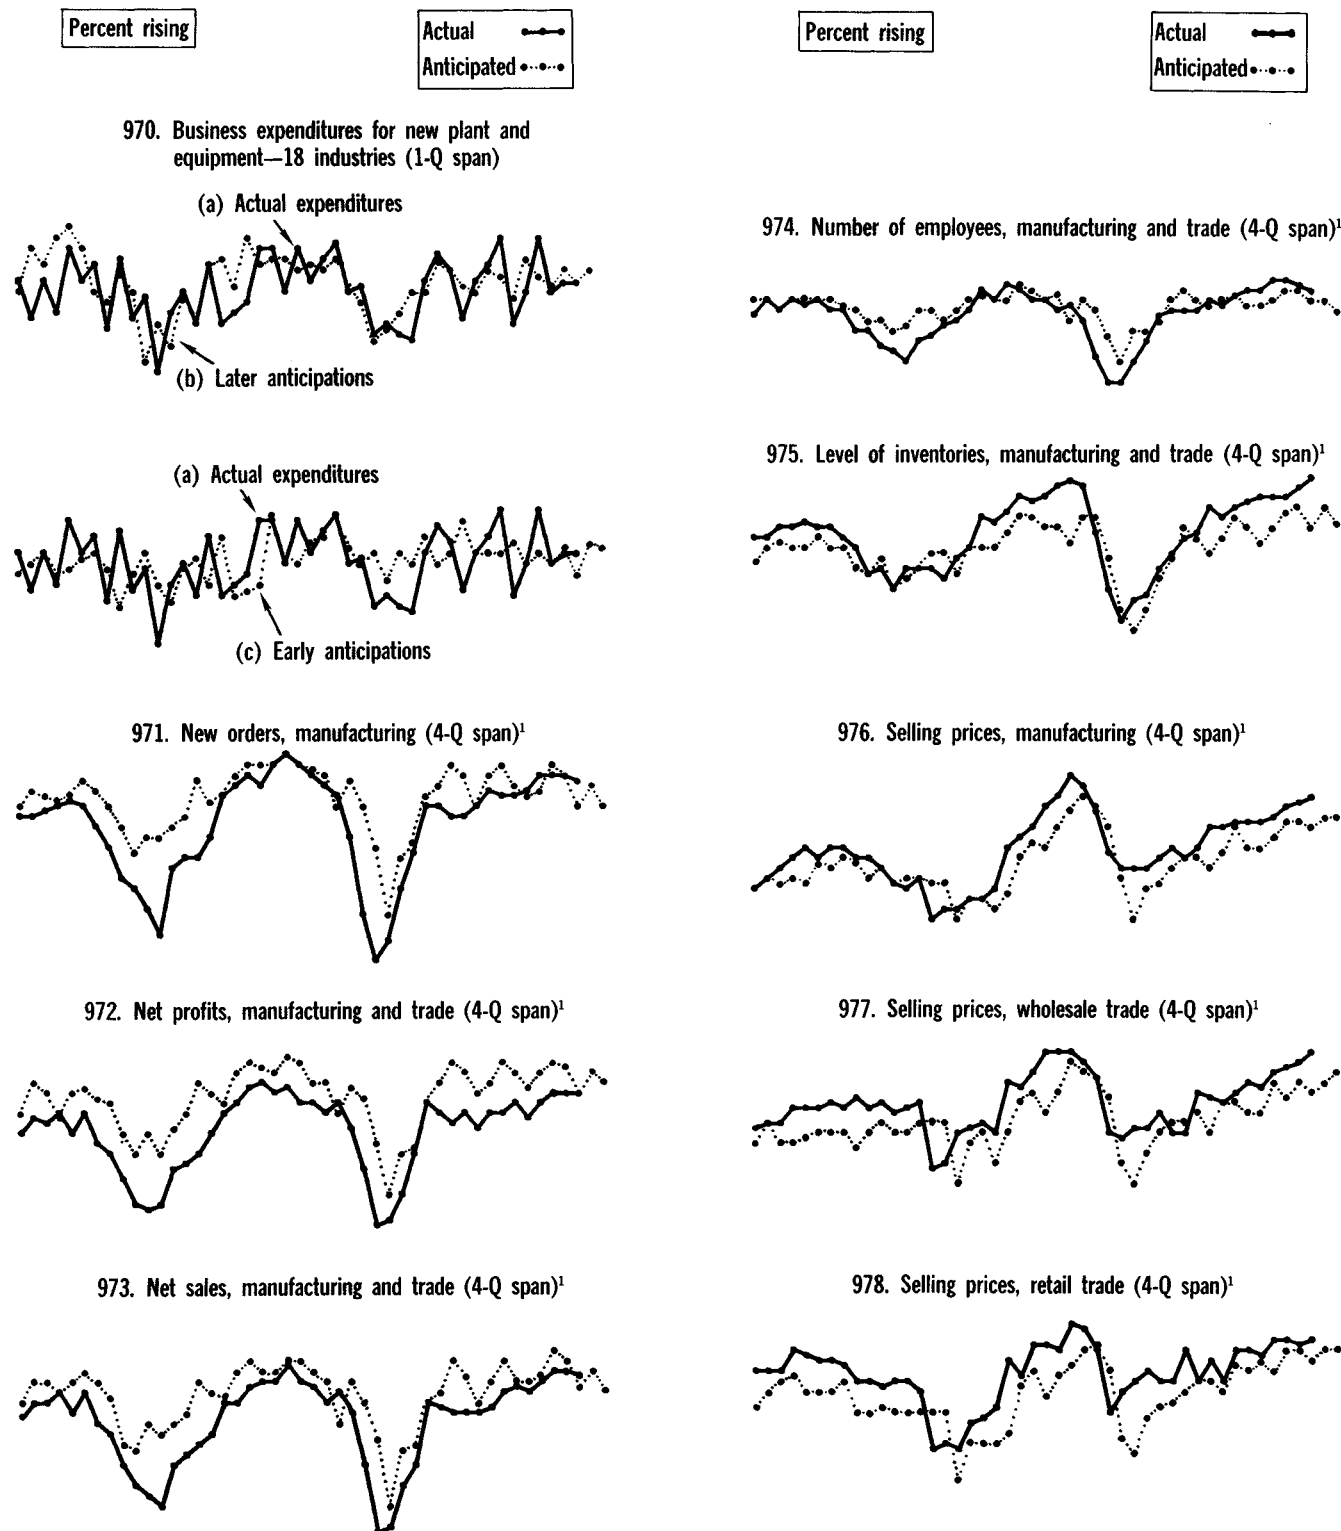 Percent rising
Actual
Anticipated
970. Business expenditures for new plant and
equipment—18 industries (1-Q span)
(a) Actual expenditures
(b) Later anticipations
(a) Actual expenditures
(c) Early anticipations
971. New orders, manufacturing (4-Q span)¹
972. Net profits, manufacturing and trade (4-Q span)¹
973. Net sales, manufacturing and trade (4-Q span)¹
Percent rising
Actual
Anticipated
974. Number of employees, manufacturing and trade (4-Q span)¹
975. Level of inventories, manufacturing and trade (4-Q span)¹
976. Selling prices, manufacturing (4-Q span)¹
977. Selling prices, wholesale trade (4-Q span)¹
978. Selling prices, retail trade (4-Q span)¹